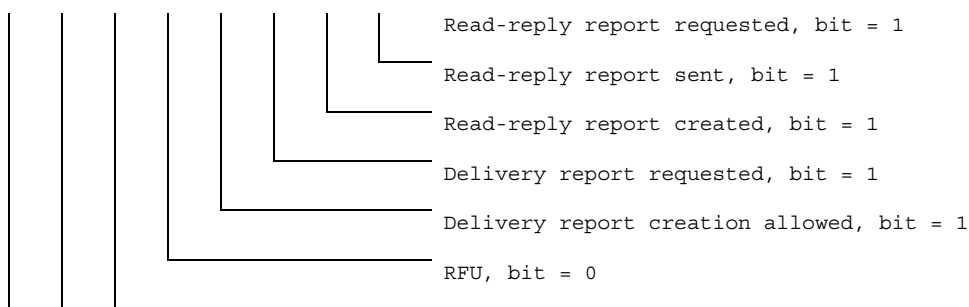 Read-reply report requested, bit = 1
Read-reply report sent, bit = 1
Read-reply report created, bit = 1
Delivery report requested, bit = 1
Delivery report creation allowed, bit = 1
RFU, bit = 0